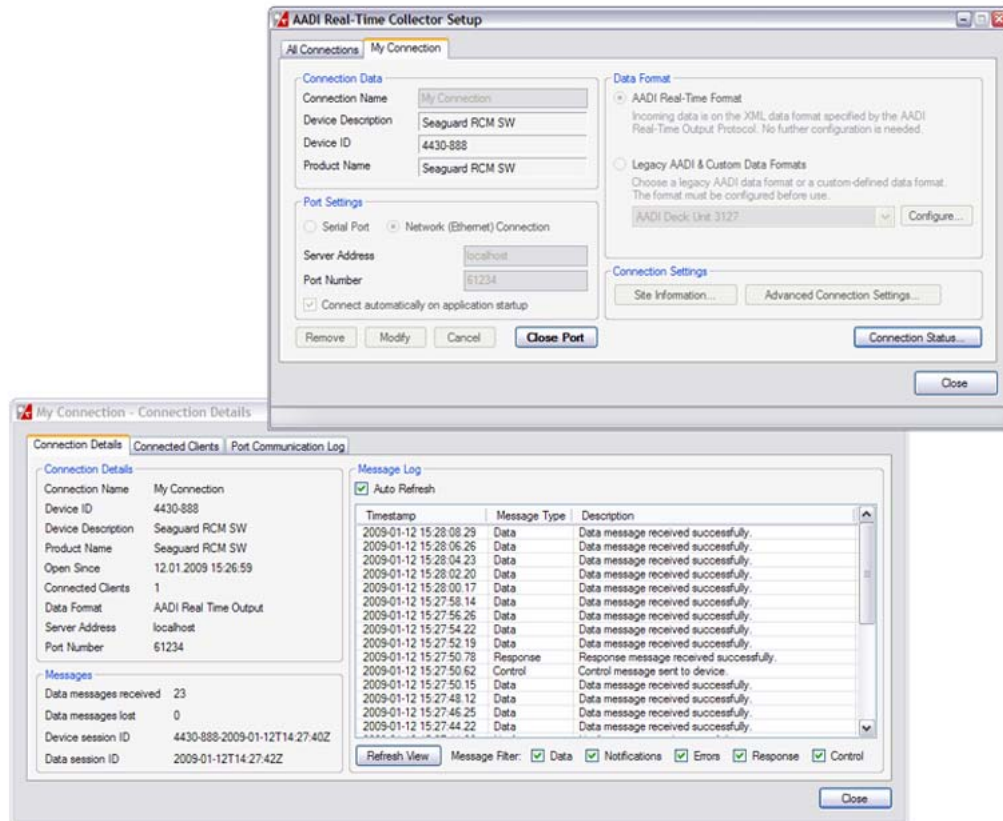 AADI Real-Time Collector Setup
All Connections My Connection
Connection Data
Connection Name My Connection
Device Description Seaguard RCM SW
Device ID 4430-888
Product Name Seaguard RCM SW
Port Settings
Serial Port Network (Ethernet) Connection
Server Address localhost
Port Number 61234
Connect automatically on application startup
Remove Modify Cancel Close Port
Data Format
AADI Real-Time Format
Incoming data is on the XML data format specified by the AADI
Real-Time Output Protocol. No further configuration is needed.
Legacy AADI & Custom Data Formats
Choose a legacy AADI data format or a custom-defined data format.
The format must be configured before use.
AADI Deck Unit 3127 Configure...
Connection Settings
Site Information... Advanced Connection Settings...
Connection Status...
Close
My Connection - Connection Details
Connection Details Connected Clients Port Communication Log
Connection Details
Connection Name My Connection
Device ID 4430-888
Device Description Seaguard RCM SW
Product Name Seaguard RCM SW
Open Since 12.01.2009 15:26:59
Connected Clients 1
Data Format AADI Real Time Output
Server Address localhost
Port Number 61234
Messages
Data messages received 23
Data messages lost 0
Device session ID 4430-888-2009-01-12T14:27:40Z
Data session ID 2009-01-12T14:27:42Z
Message Log
Auto Refresh
Timestamp Message Type Description
2009-01-12 15:28:08.29 Data Data message received successfully.
2009-01-12 15:28:06.26 Data Data message received successfully.
2009-01-12 15:28:04.23 Data Data message received successfully.
2009-01-12 15:28:02.20 Data Data message received successfully.
2009-01-12 15:28:00.17 Data Data message received successfully.
2009-01-12 15:27:58.14 Data Data message received successfully.
2009-01-12 15:27:56.26 Data Data message received successfully.
2009-01-12 15:27:54.22 Data Data message received successfully.
2009-01-12 15:27:52.19 Data Data message received successfully.
2009-01-12 15:27:50.78 Response Response message received successfully.
2009-01-12 15:27:50.62 Control Control message sent to device.
2009-01-12 15:27:50.15 Data Data message received successfully.
2009-01-12 15:27:48.12 Data Data message received successfully.
2009-01-12 15:27:46.25 Data Data message received successfully.
2009-01-12 15:27:44.22 Data Data message received successfully.
Refresh View Message Filter: Data Notifications Errors Response Control
Close